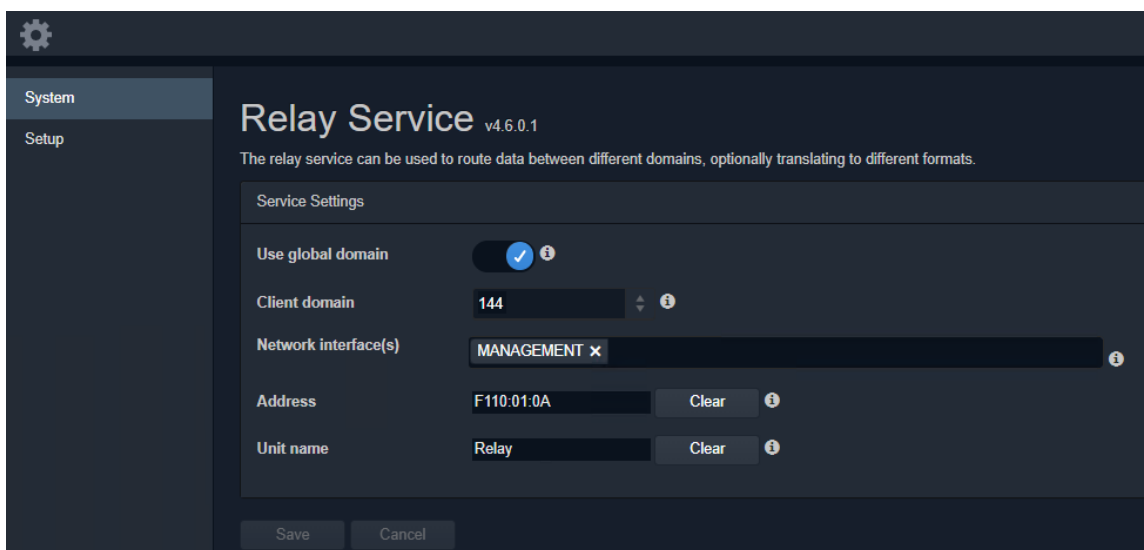 System
Setup
Relay Service v4.6.0.1
The relay service can be used to route data between different domains, optionally translating to different formats.
Service Settings
Use global domain
Client domain 144
Network interface(s) MANAGEMENT
Address F110:01:0A Clear
Unit name Relay Clear
Save Cancel